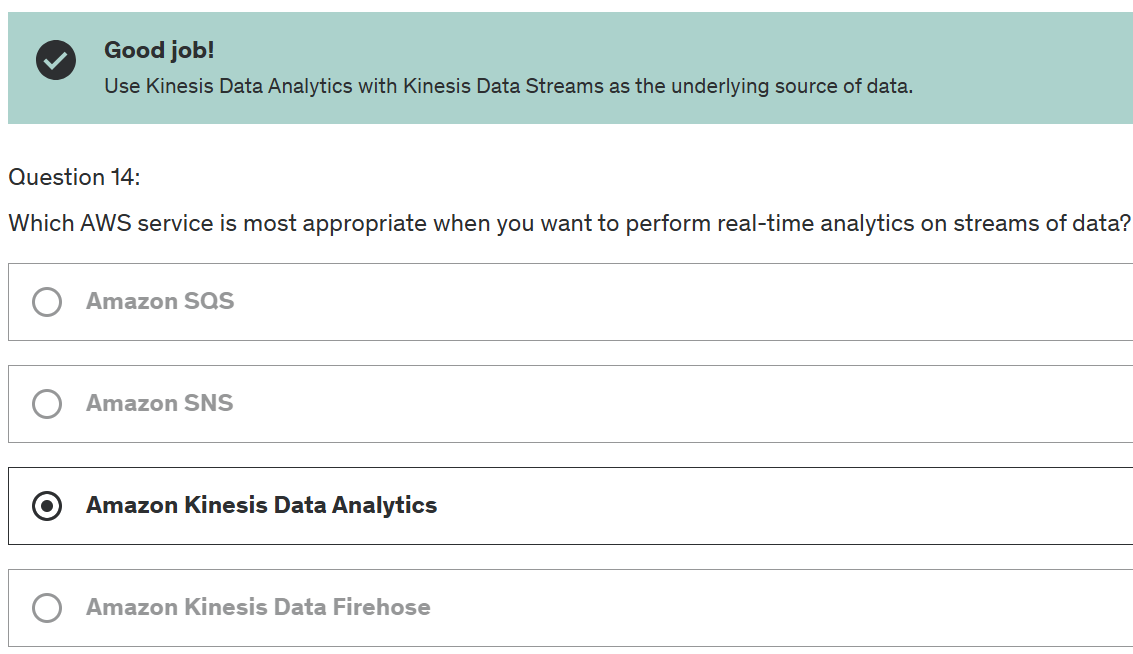 Good job!
Use Kinesis Data Analytics with Kinesis Data Streams as the underlying source of data.
Question 14:
Which AWS service is most appropriate when you want to perform real-time analytics on streams of data?
Amazon SQS
Amazon SNS
Amazon Kinesis Data Analytics
Amazon Kinesis Data Firehose